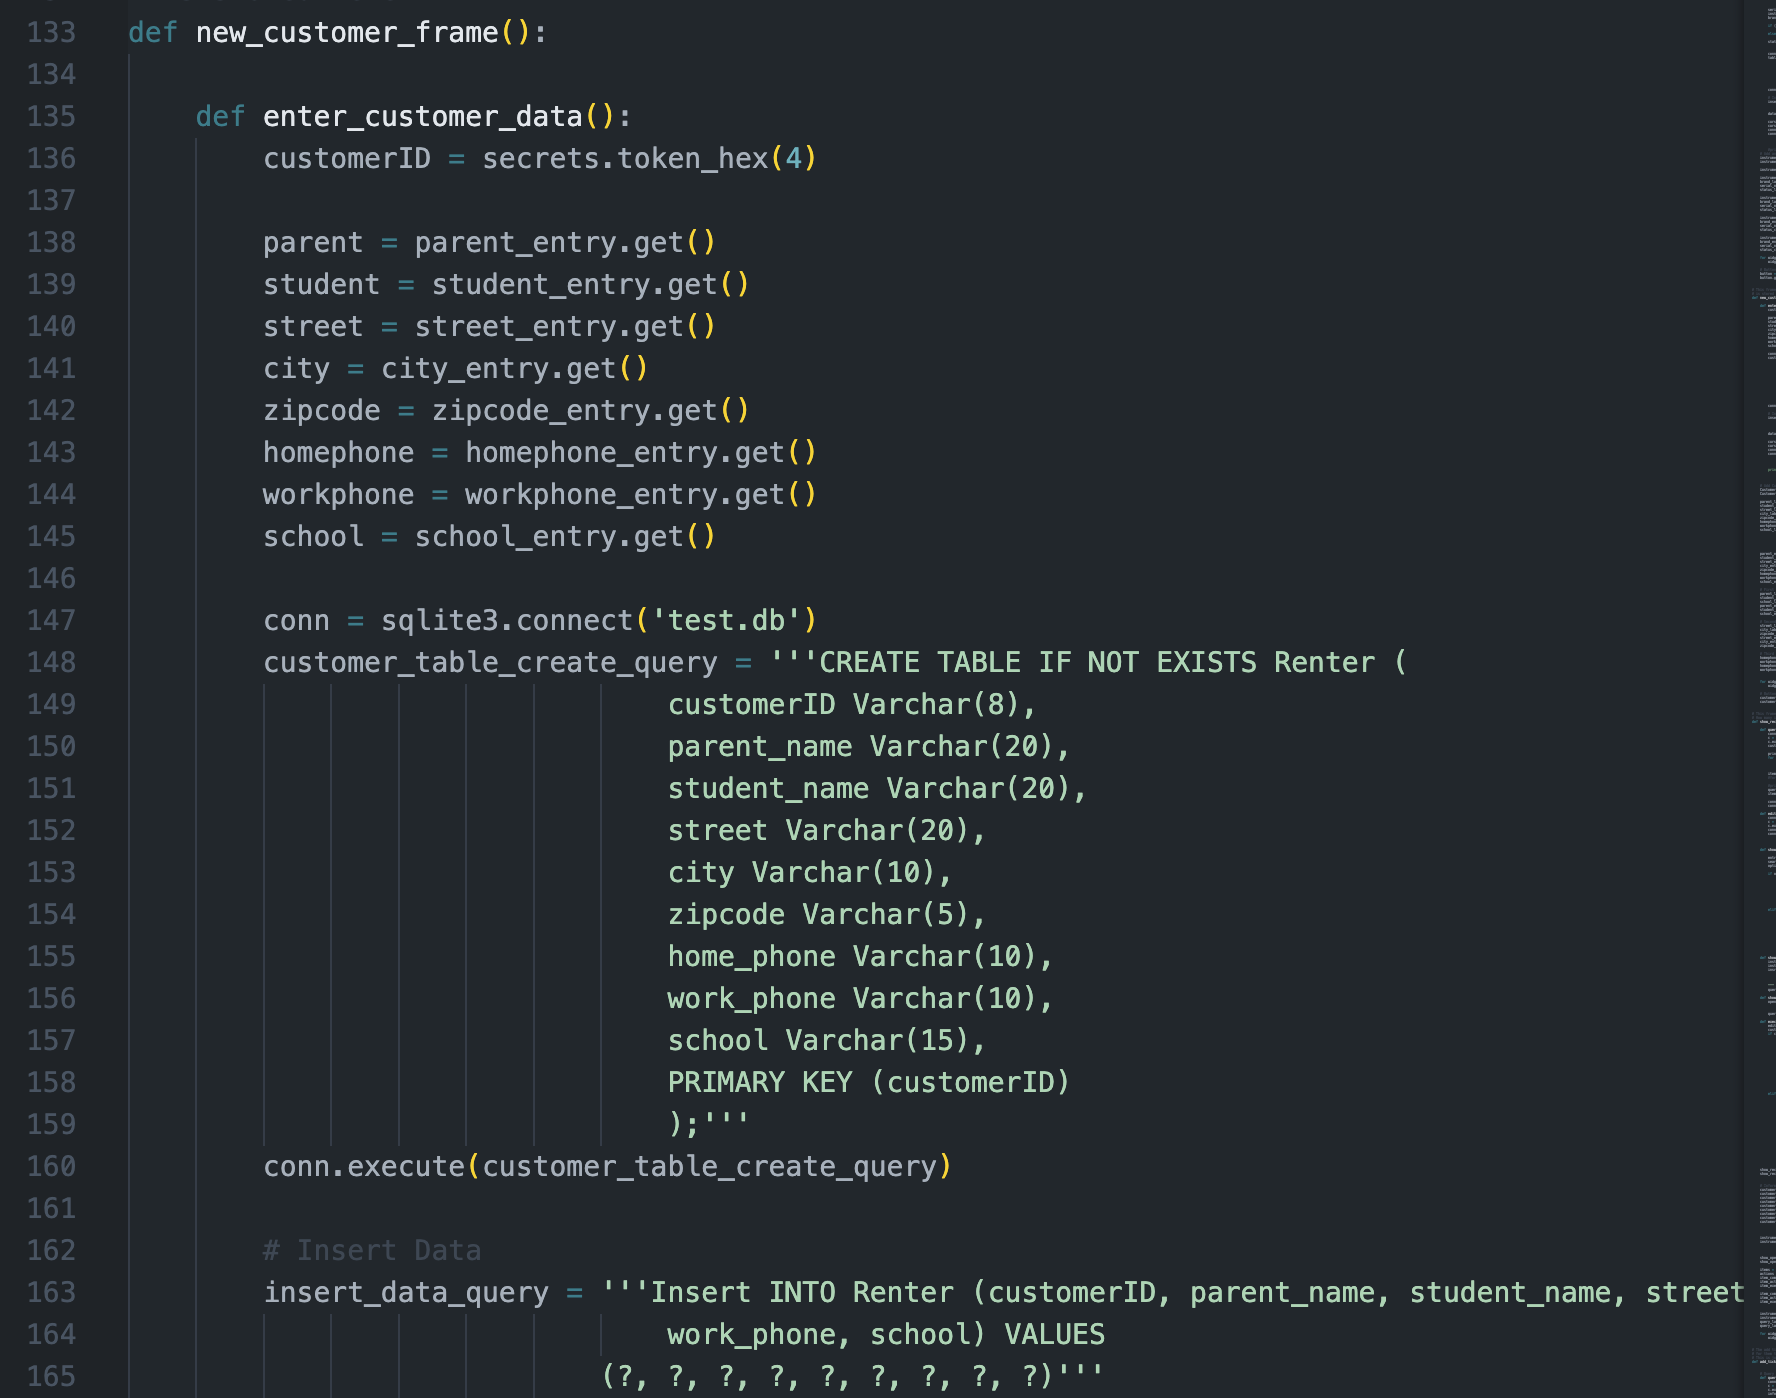 133 def new_customer_frame():
134
135 def enter_customer_data():
136 customerID = secrets.token_hex(4)
137
138 parent = parent_entry.get()
139 student = student_entry.get()
140 street = street_entry.get()
141 city = city_entry.get()
142 zipcode = zipcode_entry.get()
143 homephone = homephone_entry.get()
144 workphone = workphone_entry.get()
145 school = school_entry.get()
146
147 conn = sqlite3.connect('test.db')
148 customer_table_create_query = '''CREATE TABLE IF NOT EXISTS Renter (
149 customerID Varchar(8),
150 parent_name Varchar(20),
151 student_name Varchar(20),
152 street Varchar(20),
153 city Varchar(10),
154 zipcode Varchar(5),
155 home_phone Varchar(10),
156 work_phone Varchar(10),
157 school Varchar(15),
158 PRIMARY KEY (customerID)
159 );'''
160 conn.execute(customer_table_create_query)
161
162 # Insert Data
163 insert_data_query = '''Insert INTO Renter (customerID, parent_name, student_name, street
164 work_phone, school) VALUES
165 (?, ?, ?, ?, ?, ?, ?, ?, ?)'''